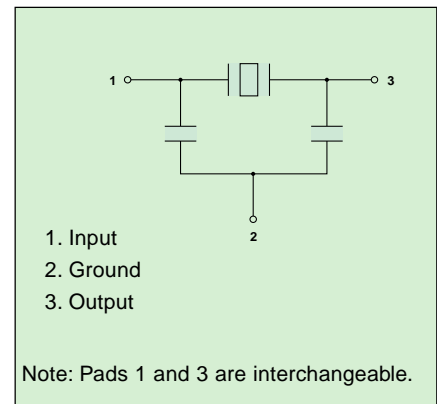 1 3
2
1. Input
2. Ground
3. Output
Note: Pads 1 and 3 are interchangeable.